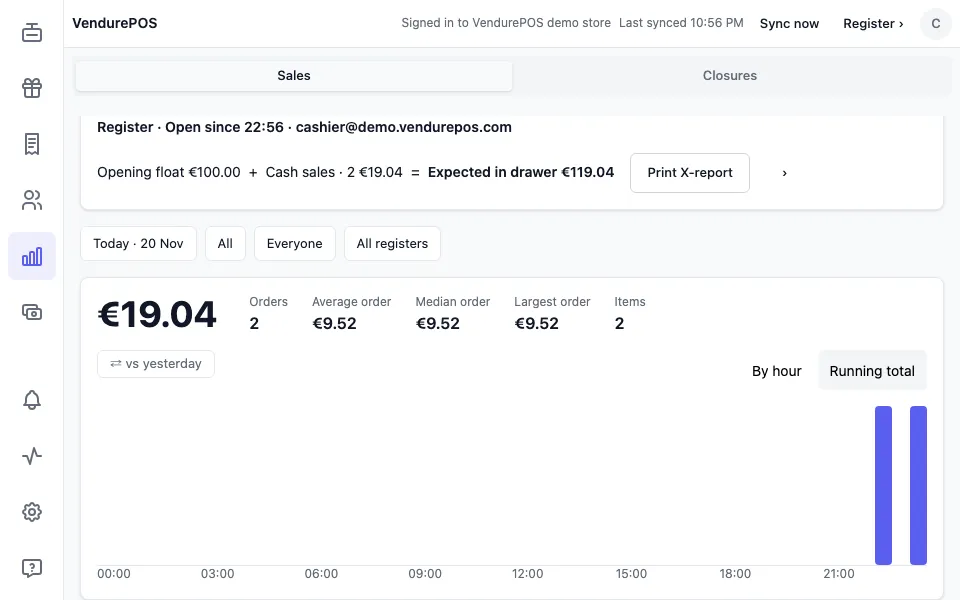 VendurePOS
Signed in to VendurePOS demo store Last synced 10:56 PM Sync now Register › C
Sales Closures
Register · Open since 22:56 · cashier@demo.vendurepos.com
Opening float €100.00 + Cash sales · 2 €19.04 = Expected in drawer €119.04 Print X-report ›
Today · 20 Nov All Everyone All registers
€19.04
Orders Average order Median order Largest order Items
2 €9.52 €9.52 €9.52 2
⇄ vs yesterday
By hour Running total
00:00 03:00 06:00 09:00 12:00 15:00 18:00 21:00